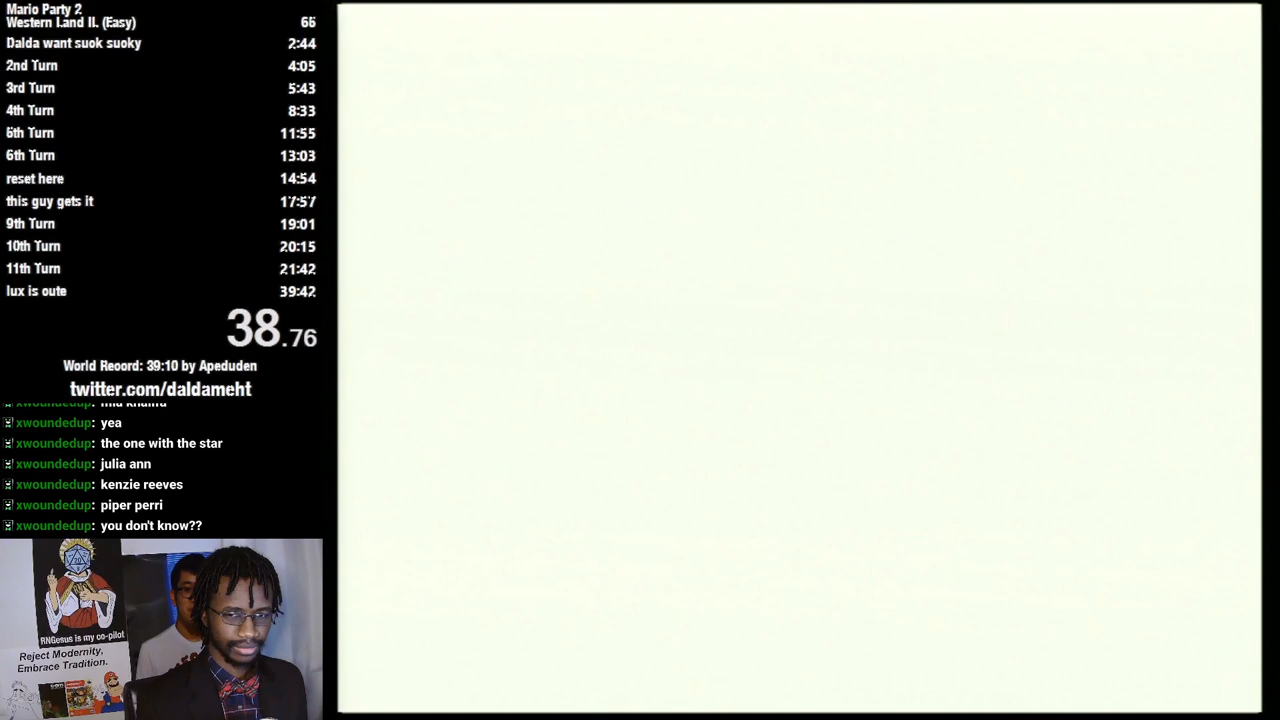 Mario Party 2
Western Land II. (Easy) 66
Dalda want suok suoky 2:44
2nd Turn 4:05
3rd Turn 5:43
4th Turn 8:33
6th Turn 11:55
6th Turn 13:03
reset here 14:54
this guy gets it 17:57
9th Turn 19:01
10th Turn 20:15
11th Turn 21:42
lux is oute 39:42
38.76
World Reoord: 39:10 by Apeduden
twitter.com/daldameht
xwoundedup: yea
xwoundedup: the one with the star
xwoundedup: julia ann
xwoundedup: kenzie reeves
xwoundedup: piper perri
xwoundedup: you don't know??
RNGesus is my co-pilot
Reject Modernity,
Embrace Tradition.